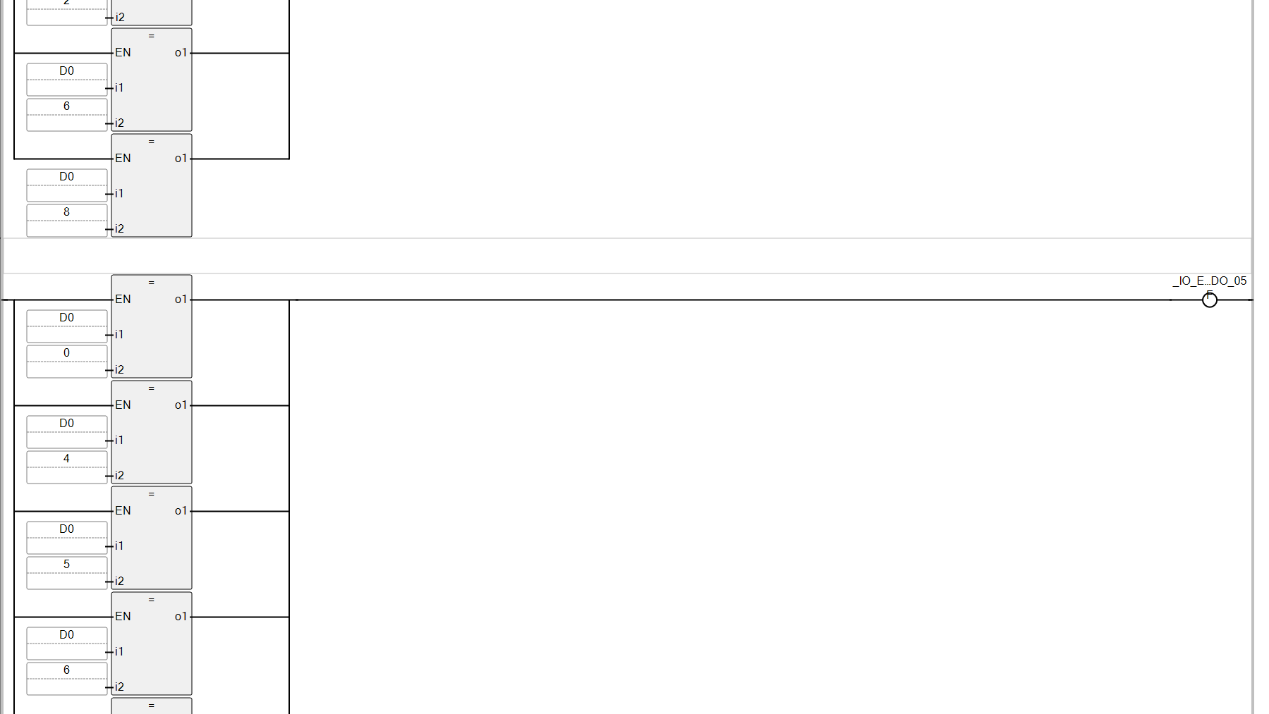 2
i2
=
EN o1
D0
i1
6
i2
=
EN o1
D0
i1
8
i2
=
_IO_E...DO_05
EN o1
D0
i1
0
i2
=
EN o1
D0
i1
4
i2
=
EN o1
D0
i1
5
i2
=
EN o1
D0
i1
6
i2
=